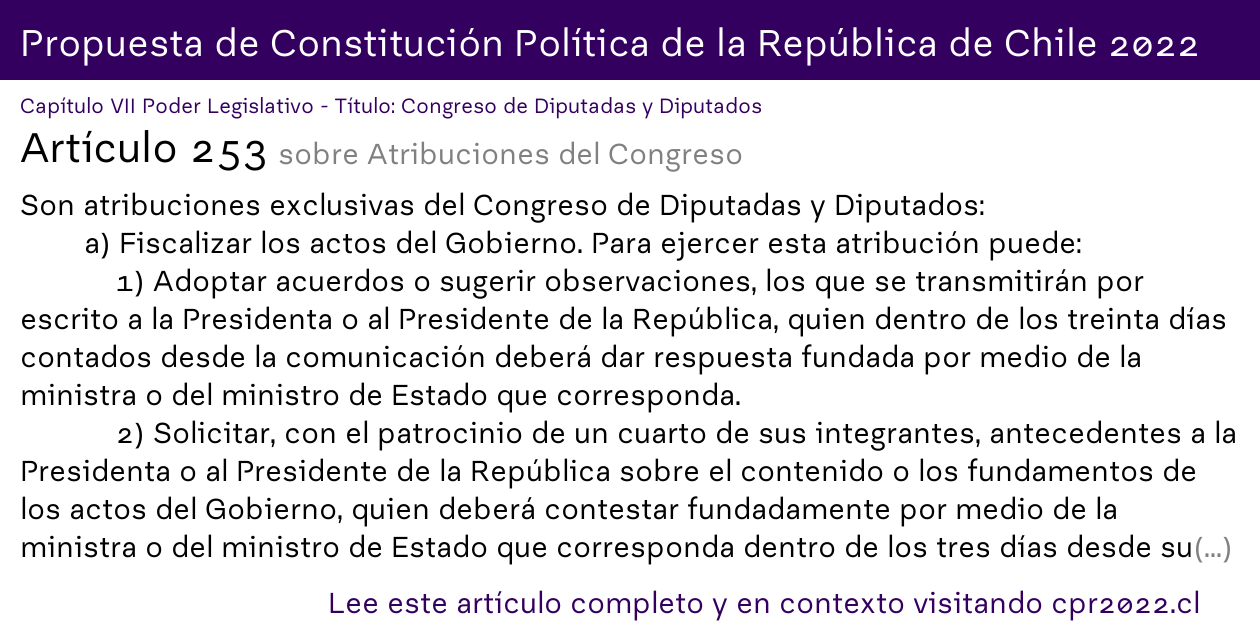 Propuesta de Constitución Política de la República de Chile 2022
Capítulo VII Poder Legislativo - Título: Congreso de Diputadas y Diputados
Artículo 253 sobre Atribuciones del Congreso
Son atribuciones exclusivas del Congreso de Diputadas y Diputados:
a) Fiscalizar los actos del Gobierno. Para ejercer esta atribución puede:
1) Adoptar acuerdos o sugerir observaciones, los que se transmitirán por
escrito a la Presidenta o al Presidente de la República, quien dentro de los treinta días
contados desde la comunicación deberá dar respuesta fundada por medio de la
ministra o del ministro de Estado que corresponda.
2) Solicitar, con el patrocinio de un cuarto de sus integrantes, antecedentes a la
Presidenta o al Presidente de la República sobre el contenido o los fundamentos de
los actos del Gobierno, quien deberá contestar fundadamente por medio de la
ministra o del ministro de Estado que corresponda dentro de los tres días desde su(...)
Lee este artículo completo y en contexto visitando cpr2022.cl